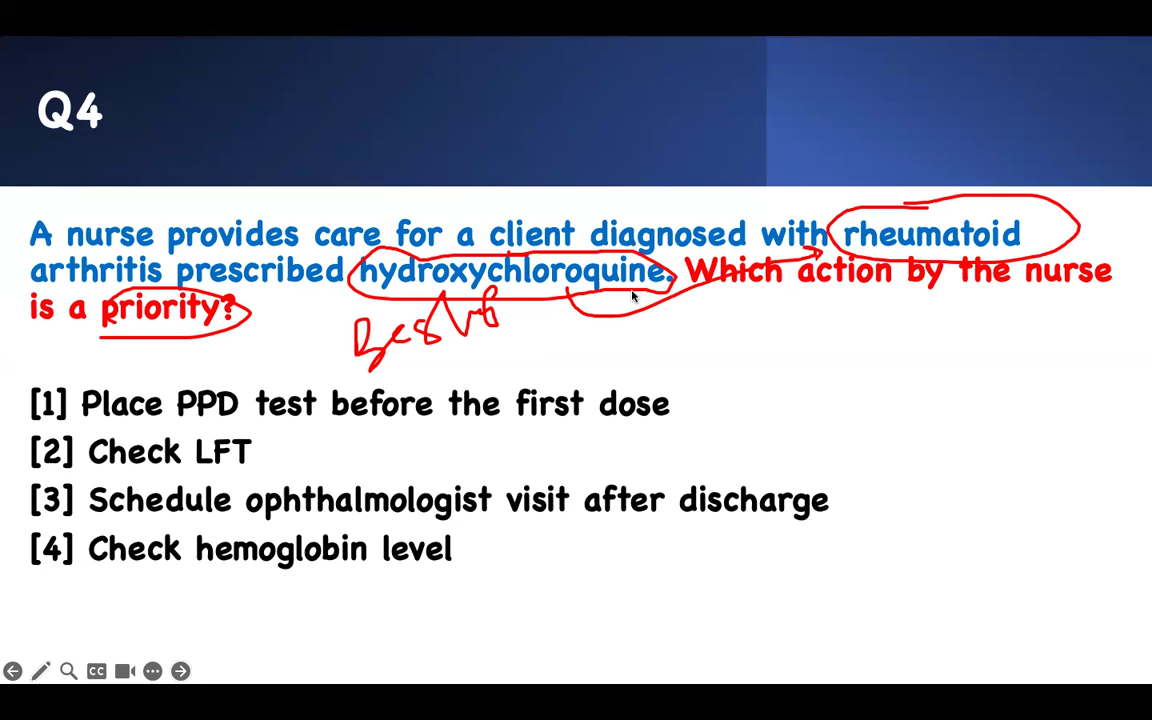 Q4
A nurse provides care for a client diagnosed with rheumatoid
arthritis prescribed hydroxychloroquine. Which action by the nurse
is a priority?
[1] Place PPD test before the first dose
[2] Check LFT
[3] Schedule ophthalmologist visit after discharge
[4] Check hemoglobin level
CC